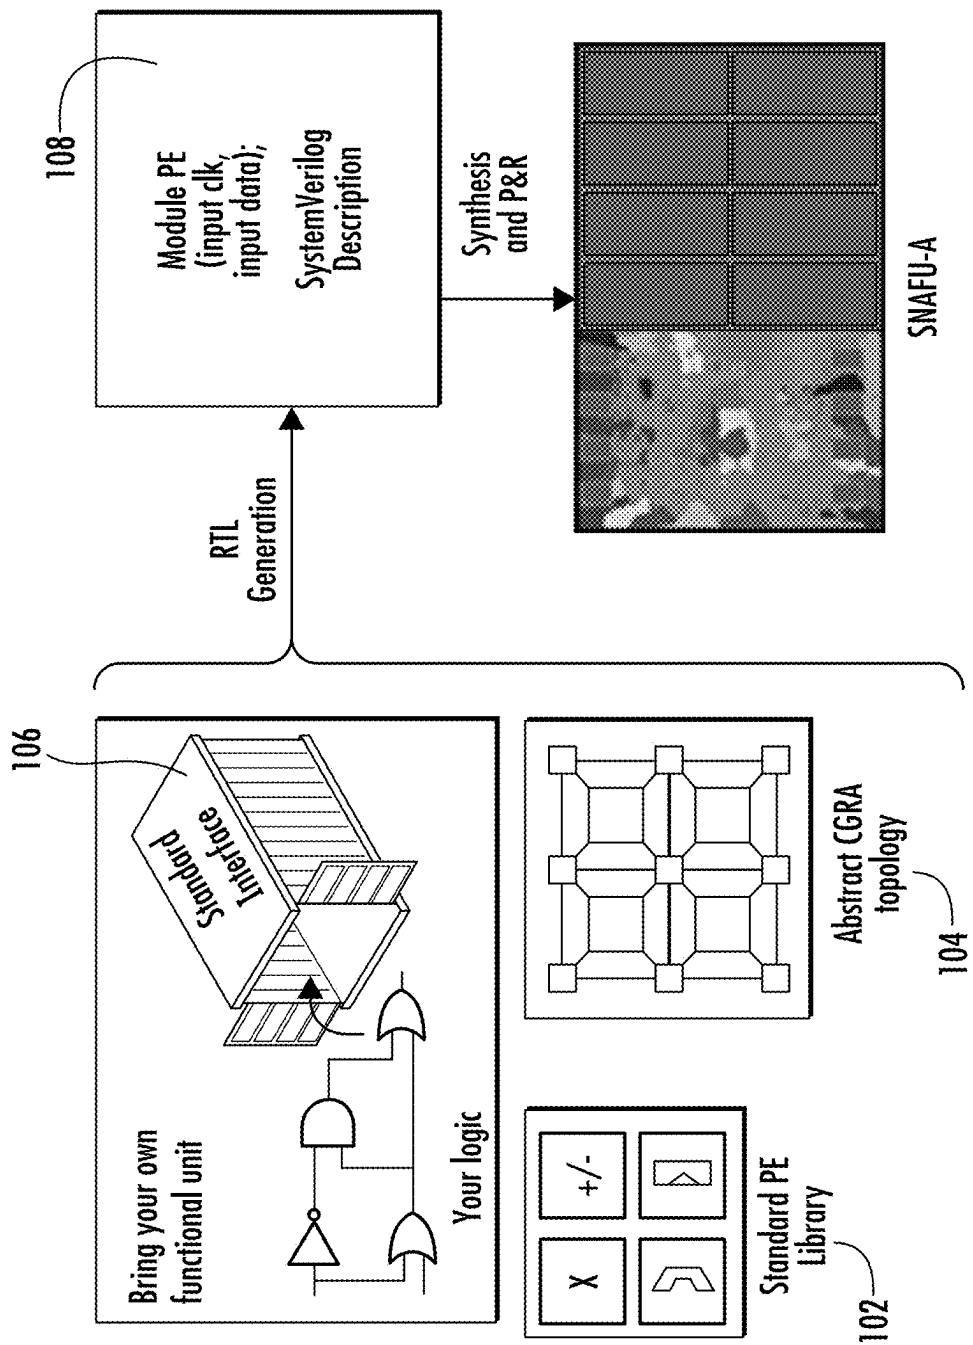 Bring your own
functional unit
Your logic
Standard
Interface
106
X
+/-
Standard PE
Library
102
Abstract CGRA
topology
104
RTL
Generation
108
Module PE
(input clk,
input data);
SystemVerilog
Description
Synthesis
and P&R
SNAFU-A